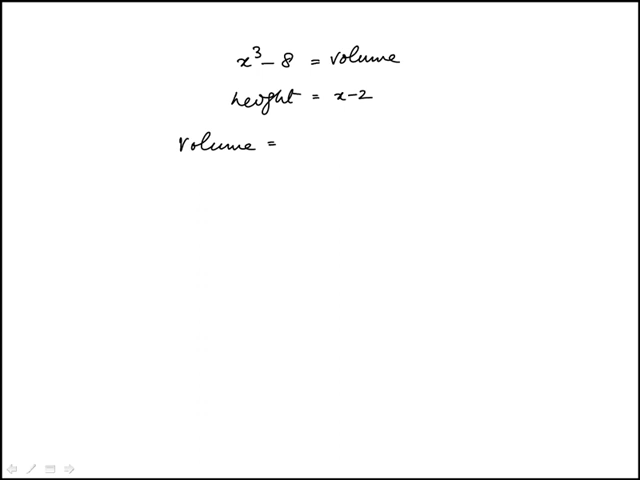 x³ - 8 = volume
height = x - 2
volume =